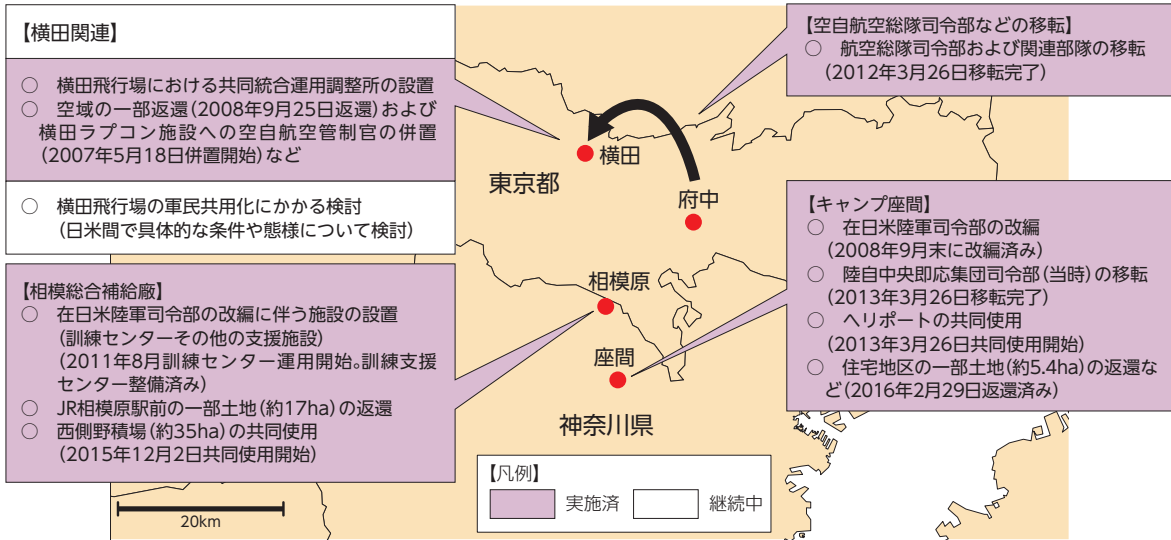 【横田関連】
○ 横田飛行場における共同統合運用調整所の設置
○ 空域の一部返還(2008年9月25日返還)および
横田ラプコン施設への空自航空管制官の併置
(2007年5月18日併置開始)など
○ 横田飛行場の軍民共用化にかかる検討
(日米間で具体的な条件や態様について検討)
【相模総合補給廠】
○ 在日米陸軍司令部の改編に伴う施設の設置
(訓練センターその他の支援施設)
(2011年8月訓練センター運用開始。訓練支援
センター整備済み)
○ JR相模原駅前の一部土地(約17ha)の返還
○ 西側野積場(約35ha)の共同使用
(2015年12月2日共同使用開始)
【空自航空総隊司令部などの移転】
○ 航空総隊司令部および関連部隊の移転
(2012年3月26日移転完了)
【キャンプ座間】
○ 在日米陸軍司令部の改編
(2008年9月末に改編済み)
○ 陸自中央即応集団司令部(当時)の移転
(2013年3月26日移転完了)
○ ヘリポートの共同使用
(2013年3月26日共同使用開始)
○ 住宅地区の一部土地(約5.4ha)の返還な
ど(2016年2月29日返還済み)
横田
東京都
府中
相模原
座間
神奈川県
【凡例】
実施済
継続中
20km